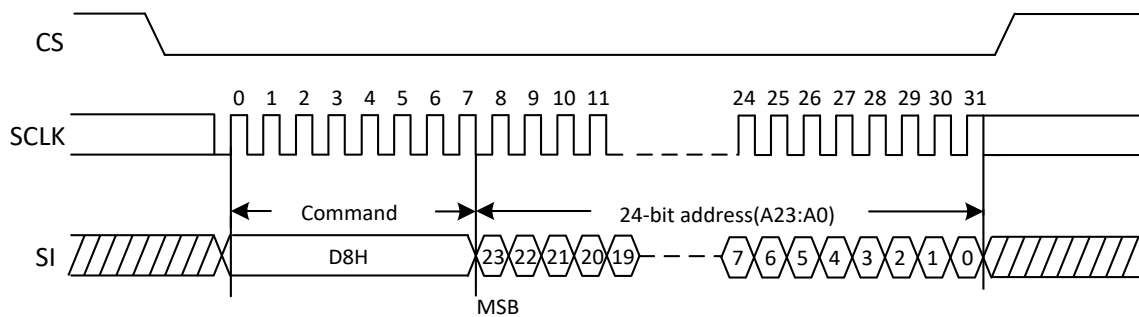 CS
0 1 2 3 4 5 6 7 8 9 10 11 24 25 26 27 28 29 30 31
SCLK
Command 24-bit address(A23:A0)
SI D8H 23 22 21 20 19 7 6 5 4 3 2 1 0
MSB